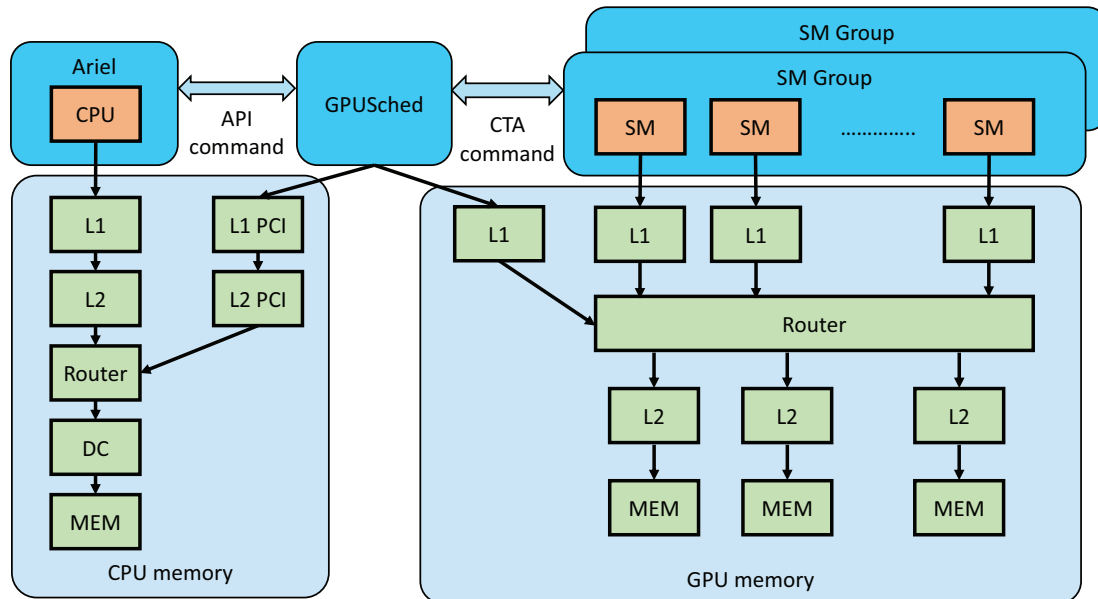 SM Group
SM Group
Ariel
CPU
API
command
GPUSched
CTA
command
SM
SM
..............
SM
L1
L2
Router
DC
MEM
L1 PCI
L2 PCI
CPU memory
L1
L1
L1
L1
Router
L2
L2
L2
MEM
MEM
MEM
GPU memory